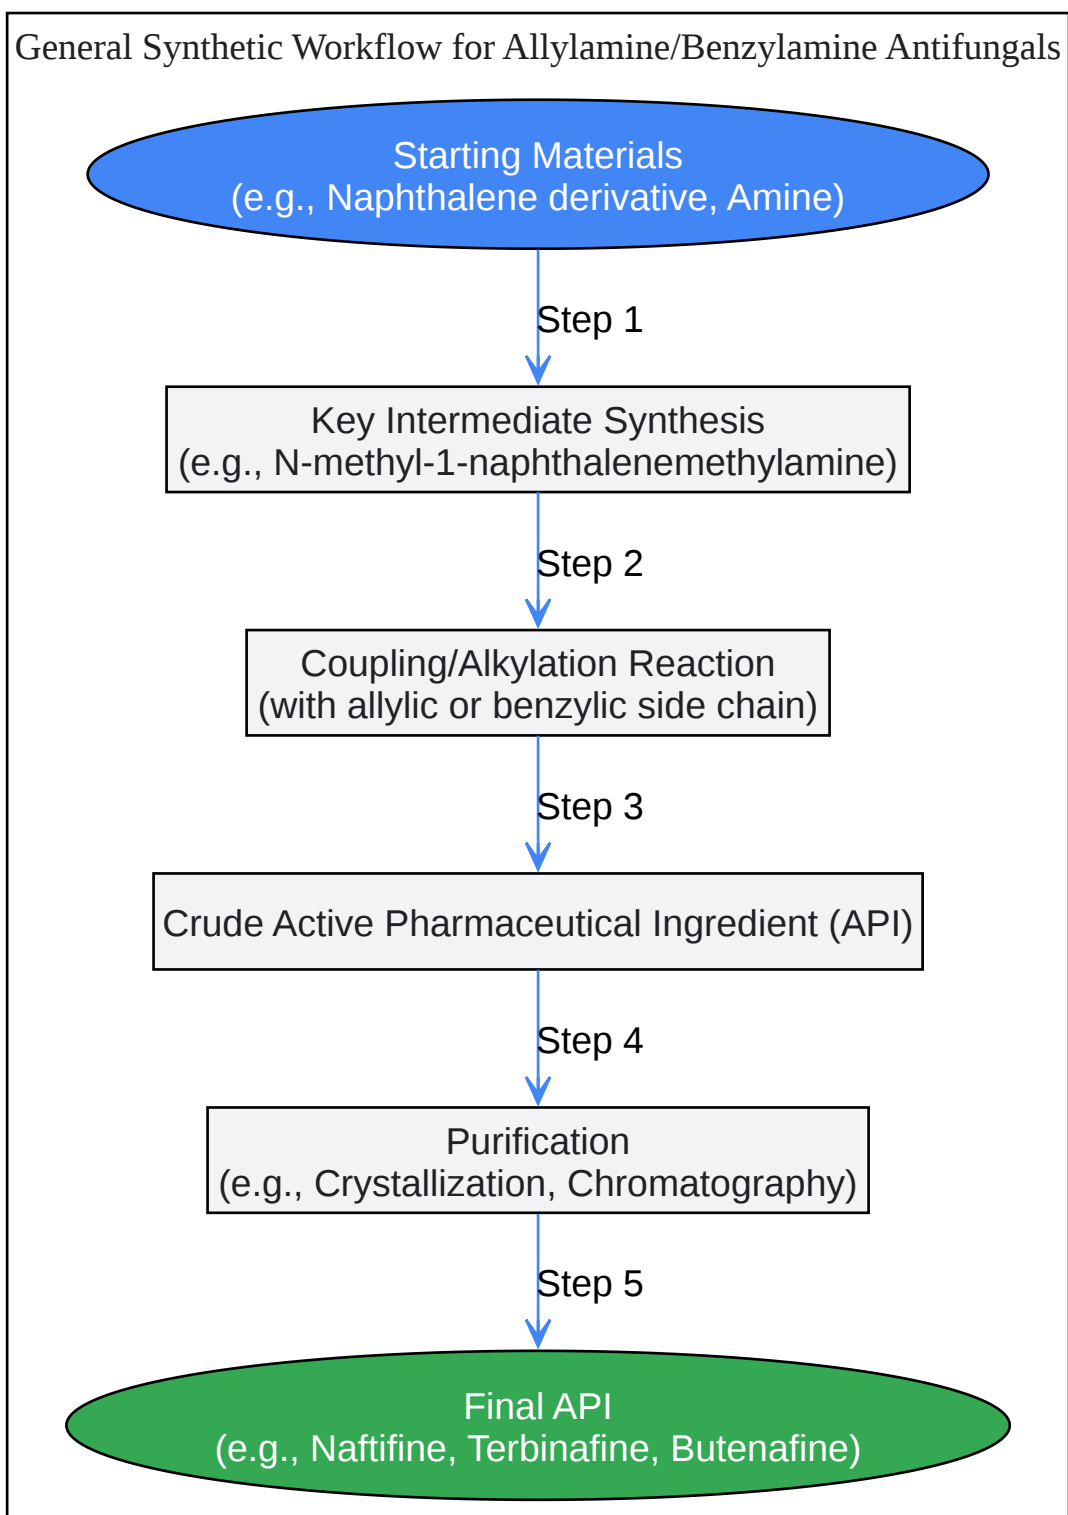 General Synthetic Workflow for Allylamine/Benzylamine Antifungals
Starting Materials
(e.g., Naphthalene derivative, Amine)
Step 1
Key Intermediate Synthesis
(e.g., N-methyl-1-naphthalenemethylamine)
Step 2
Coupling/Alkylation Reaction
(with allylic or benzylic side chain)
Step 3
Crude Active Pharmaceutical Ingredient (API)
Step 4
Purification
(e.g., Crystallization, Chromatography)
Step 5
Final API
(e.g., Naftifine, Terbinafine, Butenafine)